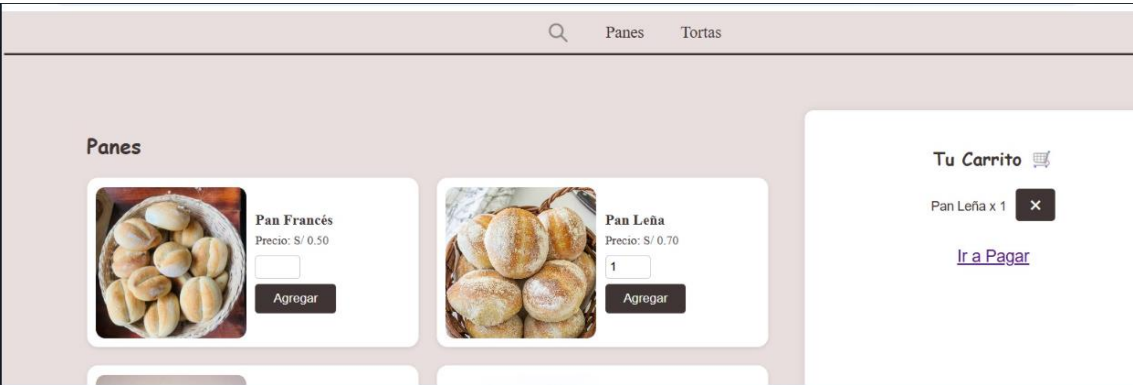 Panes Tortas
Panes
Pan Francés
Precio: S/ 0.50
Agregar
Pan Leña
Precio: S/ 0.70
1
Agregar
Tu Carrito 🛒
Pan Leña x 1 ✕
Ir a Pagar